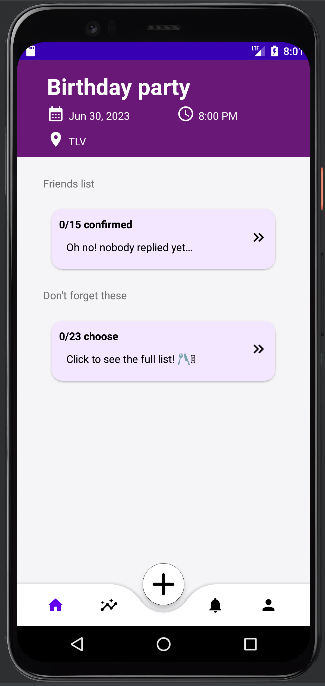 LTE 8:01
Birthday party
Jun 30, 2023
8:00 PM
TLV
Friends list
0/15 confirmed
Oh no! nobody replied yet...
Don't forget these
0/23 choose
Click to see the full list!